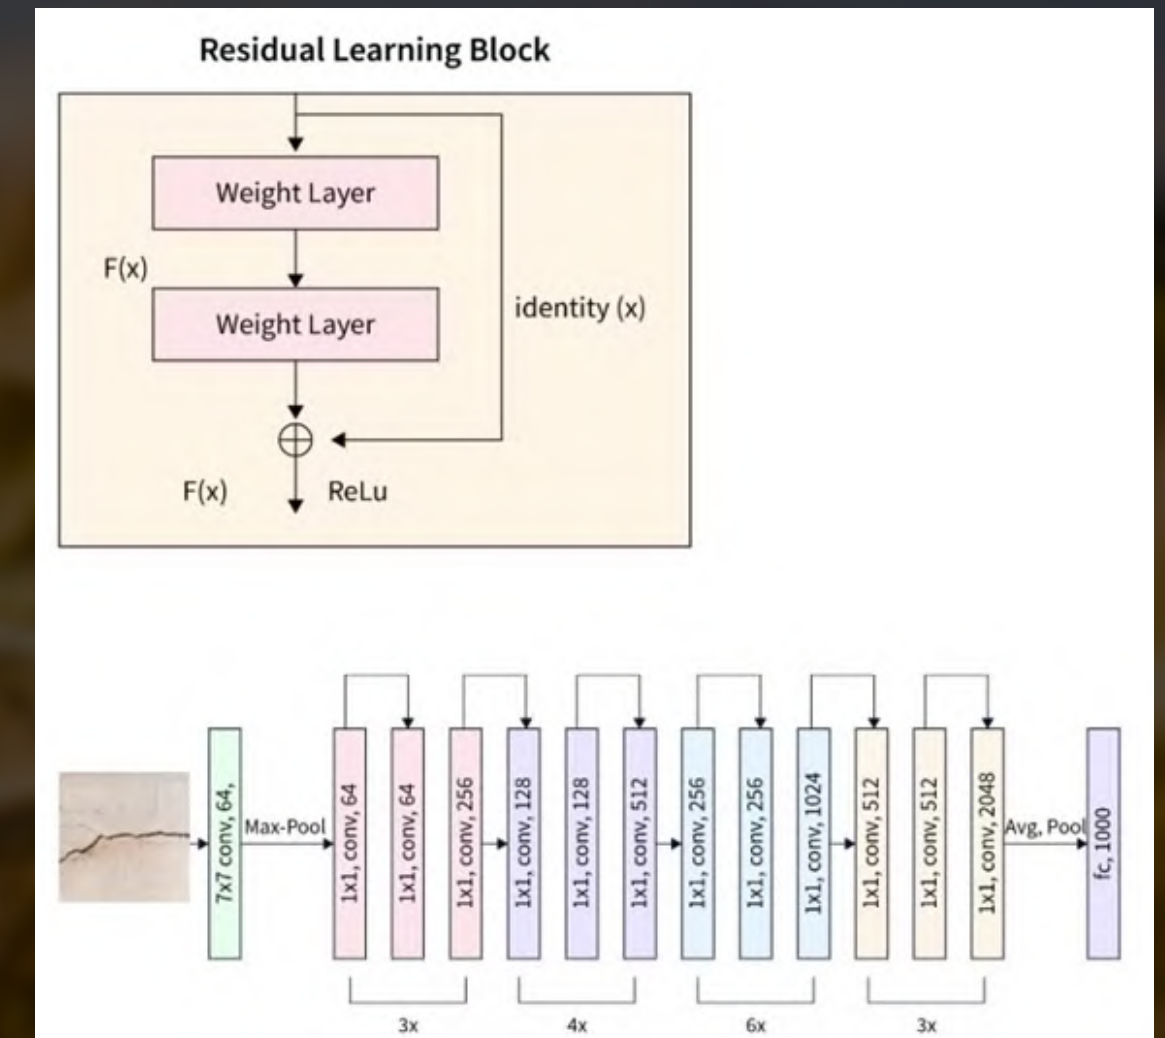 Residual Learning Block
Weight Layer
F(x)
Weight Layer
identity (x)
F(x)
ReLu
7x7 conv, 64,
Max-Pool
1x1, conv, 64
1x1, conv, 64
1x1, conv, 256
1x1, conv, 128
1x1, conv, 128
1x1, conv, 512
1x1, conv, 256
1x1, conv, 256
1x1, conv, 1024
1x1, conv, 512
1x1, conv, 512
1x1, conv, 2048
Avg, Pool
fc, 1000
3x
4x
6x
3x